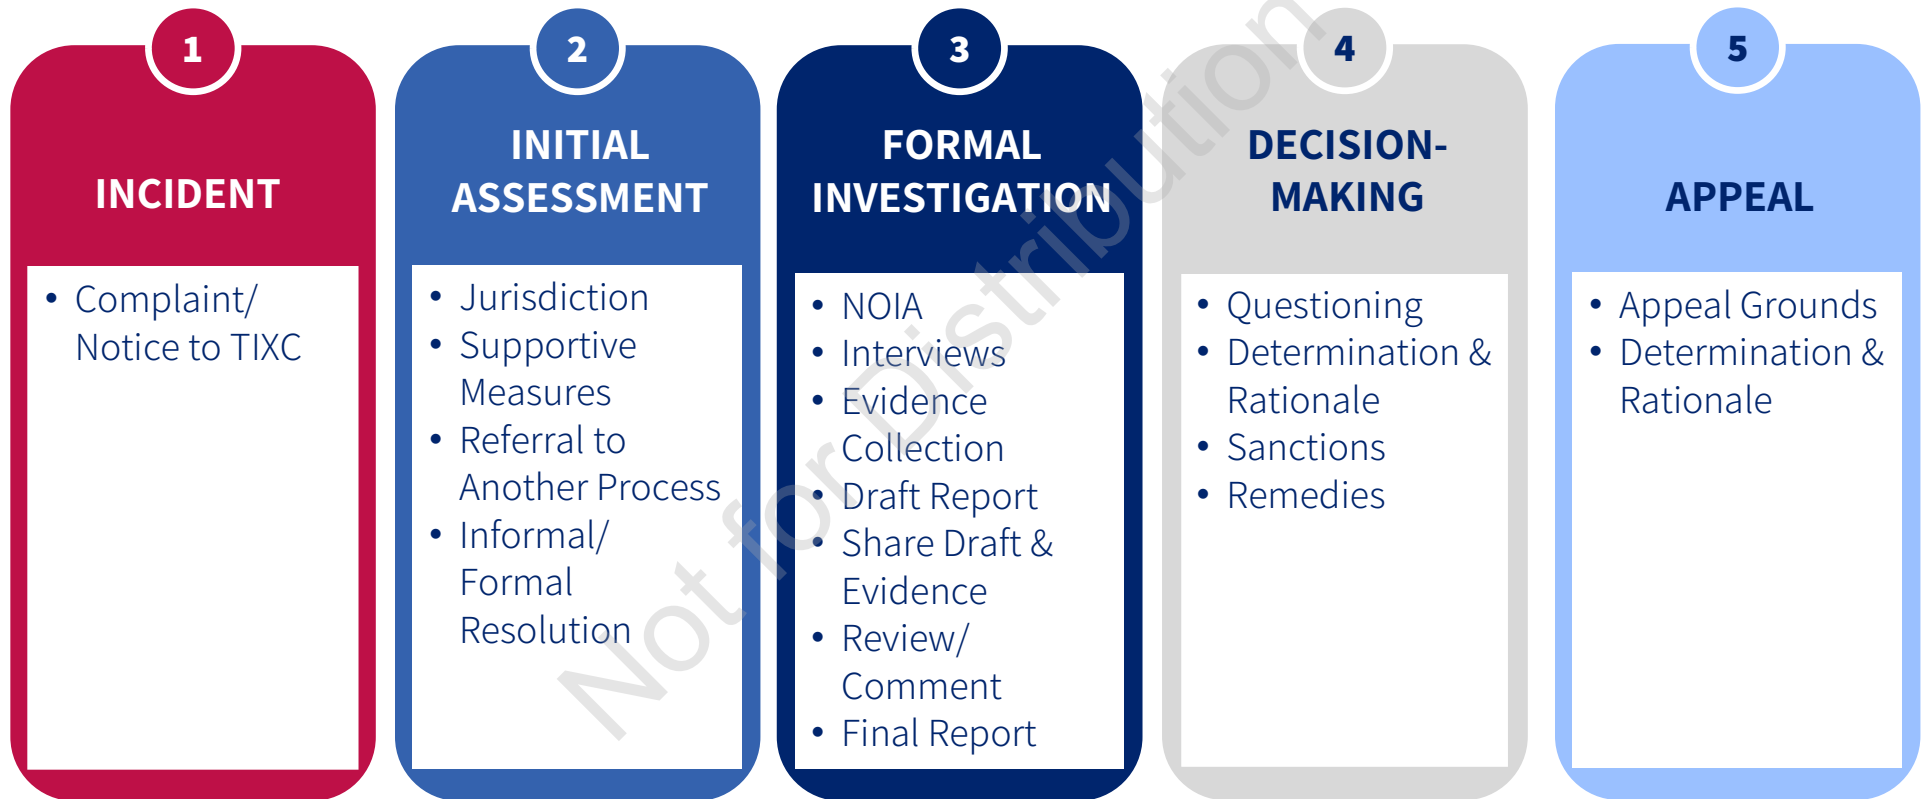 1
INCIDENT
• Complaint/
Notice to TIXC
2
INITIAL
ASSESSMENT
• Jurisdiction
• Supportive
Measures
• Referral to
Another Process
• Informal/
Formal
Resolution
3
FORMAL
INVESTIGATION
• NOIA
• Interviews
• Evidence
Collection
• Draft Report
• Share Draft &
Evidence
• Review/
Comment
• Final Report
4
DECISION-
MAKING
• Questioning
• Determination &
Rationale
• Sanctions
• Remedies
5
APPEAL
• Appeal Grounds
• Determination &
Rationale
Not for Distribution